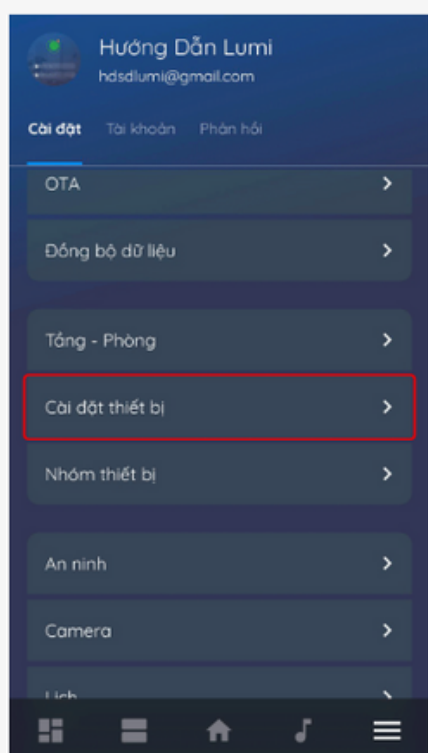 Hướng Dẫn Lumi
hdsdlumi@gmail.com
Cài đặt Tài khoản Phản hồi
OTA
Đồng bộ dữ liệu
Tầng - Phòng
Cài đặt thiết bị
Nhóm thiết bị
An ninh
Camera
Lịch